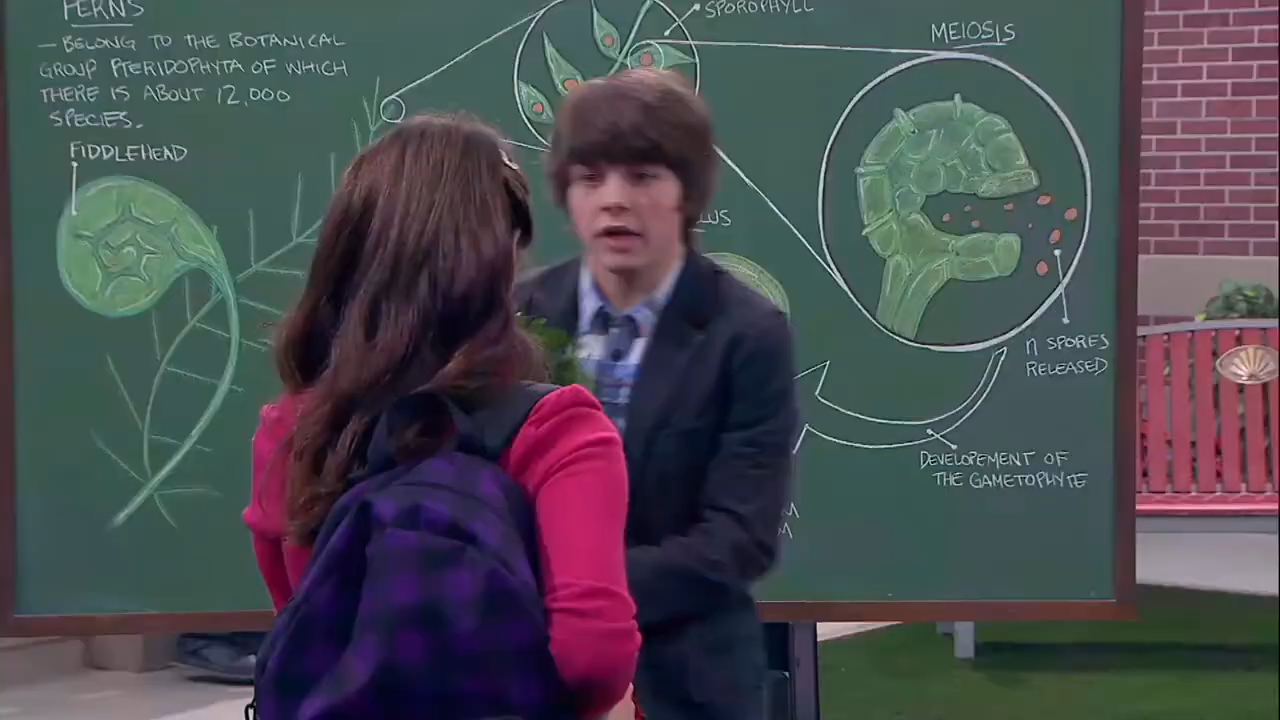 FERNS
— BELONG TO THE BOTANICAL
GROUP PTERIDOPHYTA OF WHICH
THERE IS ABOUT 12,000
SPECIES.
FIDDLEHEAD
SPOROPHYLL
MEIOSIS
n SPORES
RELEASED
DEVELOPEMENT OF
THE GAMETOPHYTE